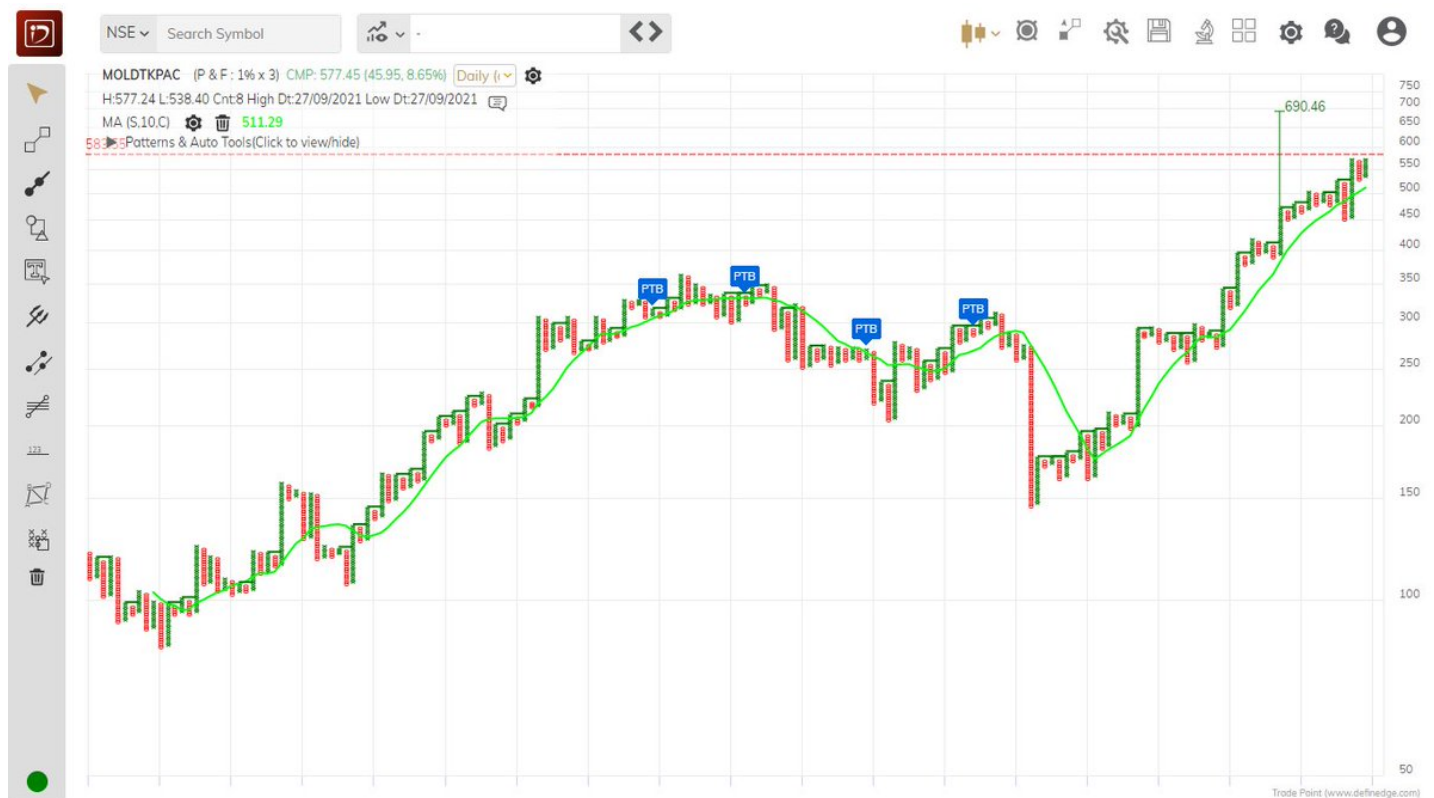 NSE Search Symbol -
MOLDTKPAC (P & F : 1% x 3) CMP: 577.45 (45.95, 8.65%) Daily (
H:577.24 L:538.40 Cnt:8 High Dt:27/09/2021 Low Dt:27/09/2021
MA (S,10,C) 511.29
Patterns & Auto Tools(Click to view/hide)
690.46
PTB
PTB
PTB
PTB
750
700
650
600
550
500
450
400
350
300
250
200
150
100
50
123
Trade Point (www.definedge.com)